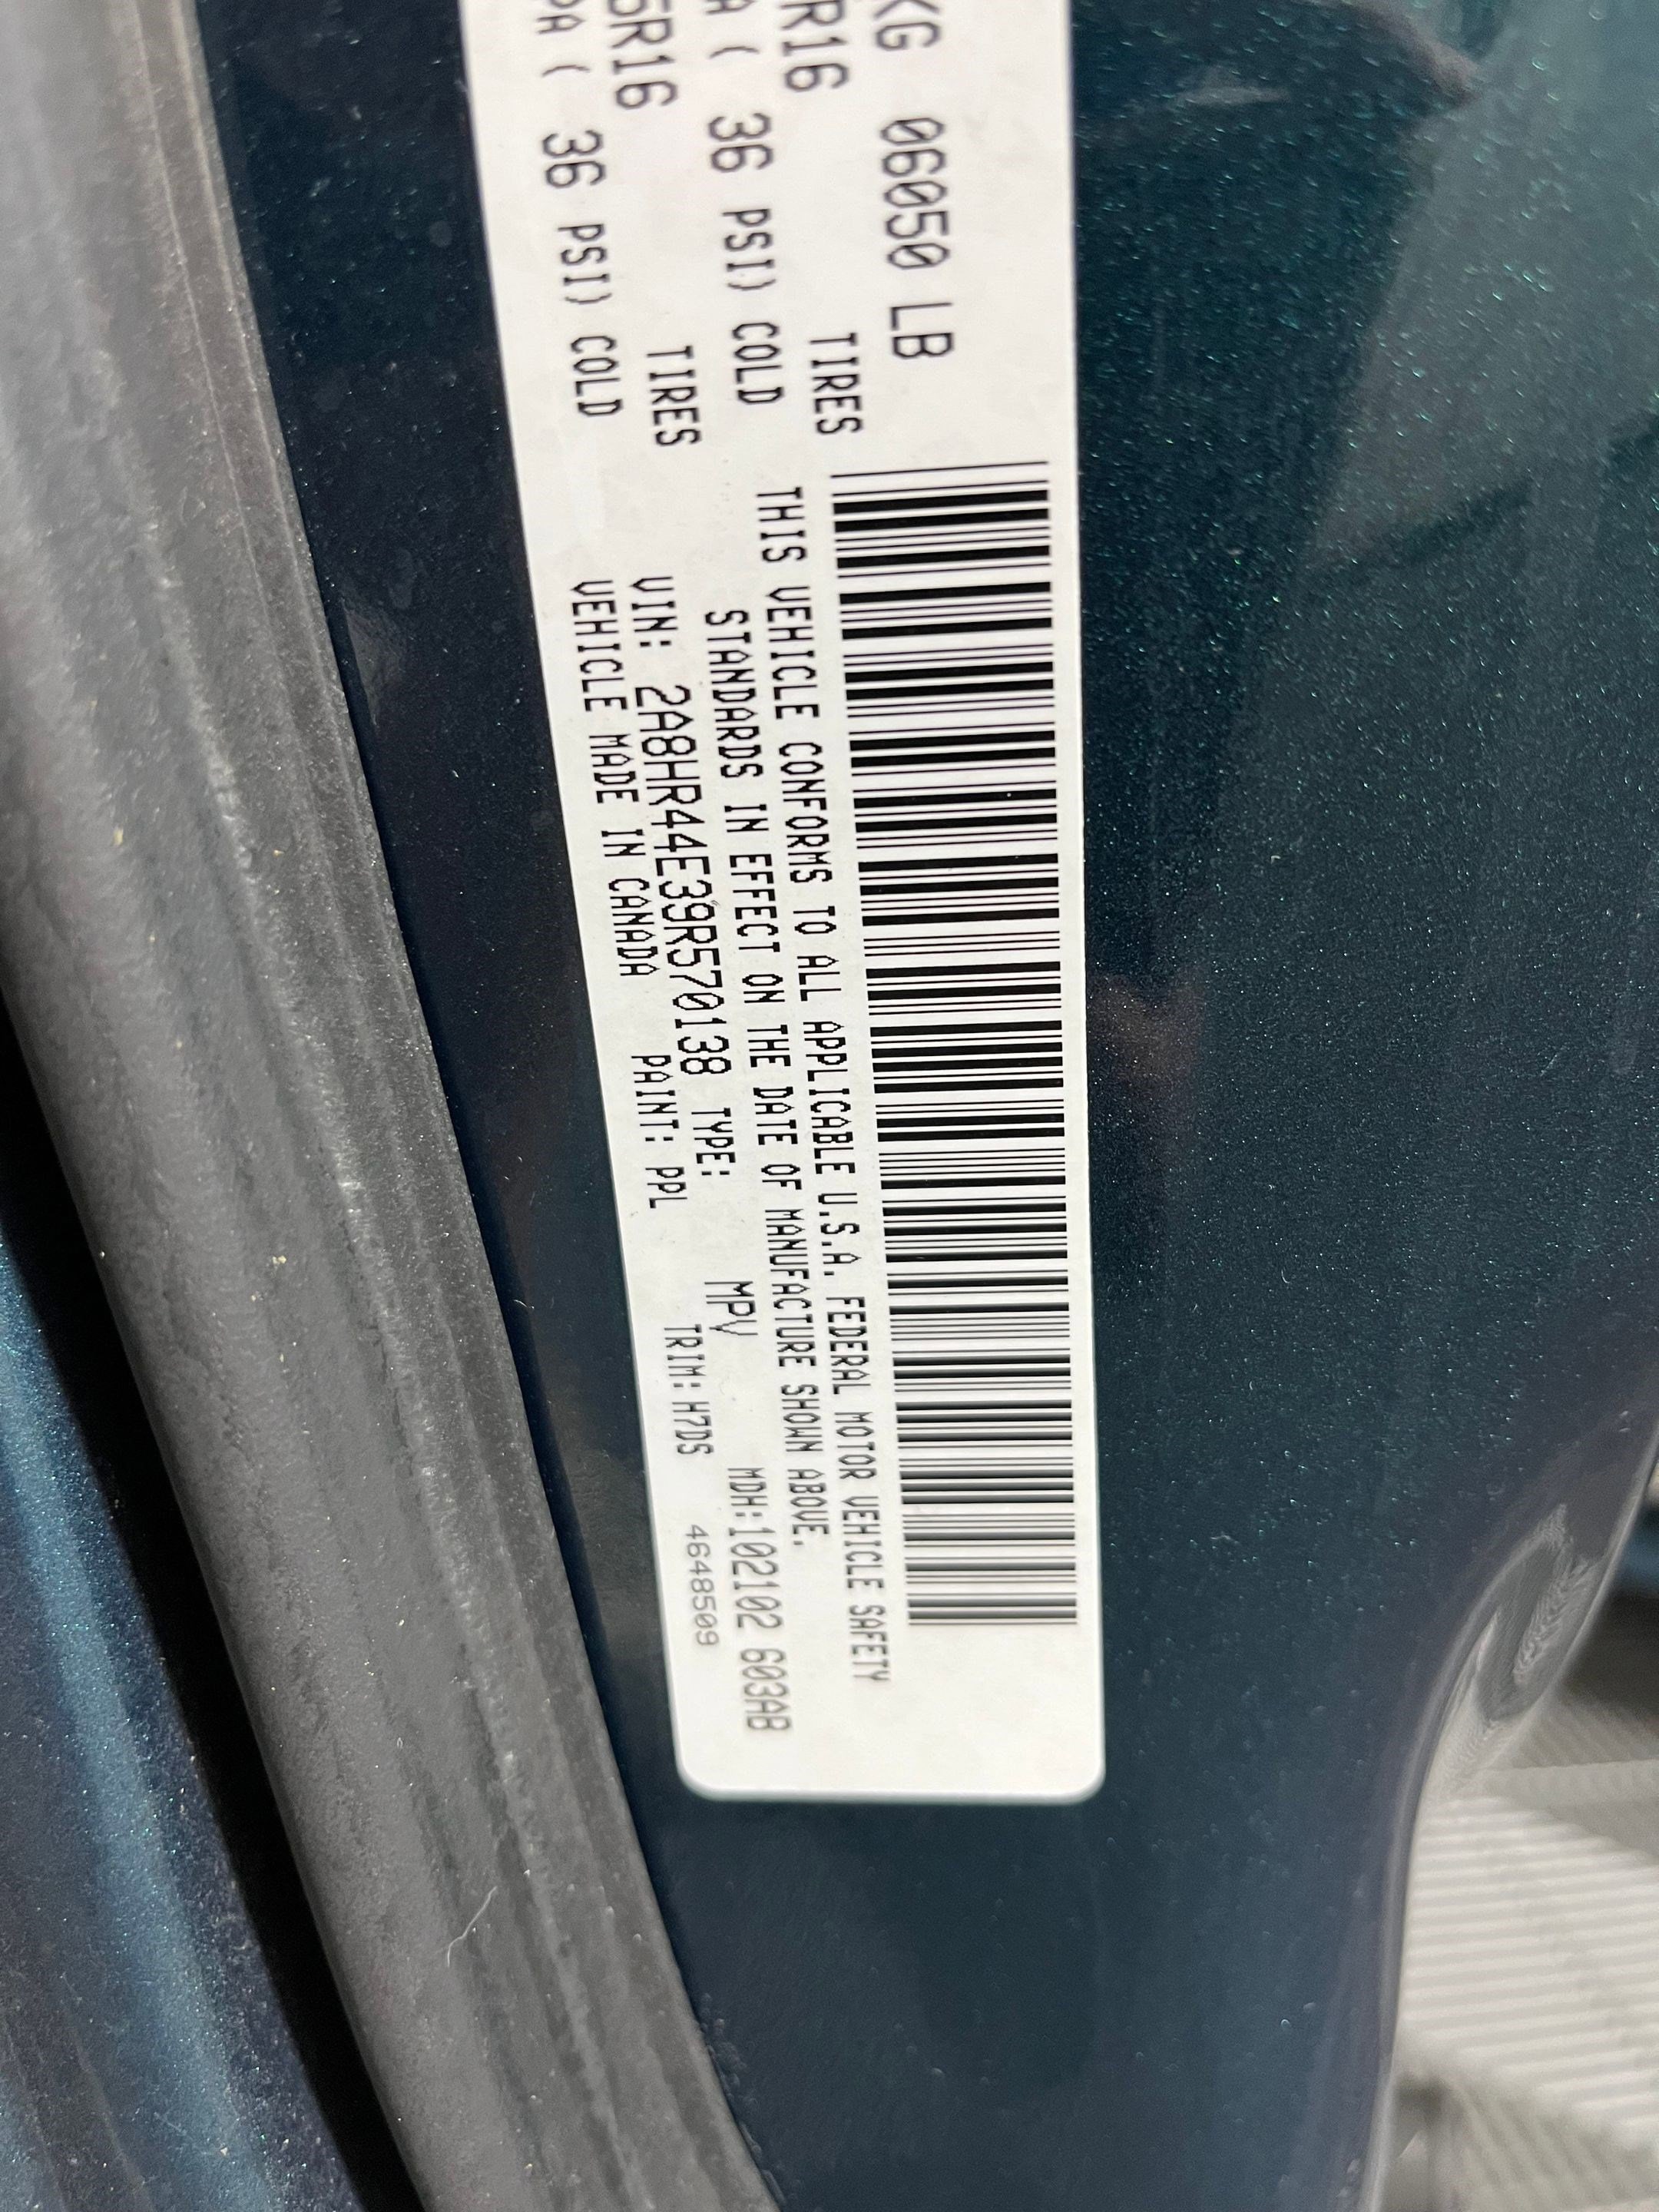 KG 06050 LB
R16 TIRES
A ( 36 PSI) COLD
5R16 TIRES
PA ( 36 PSI) COLD
THIS VEHICLE CONFORMS TO ALL APPLICABLE U.S.A. FEDERAL MOTOR VEHICLE SAFETY
STANDARDS IN EFFECT ON THE DATE OF MANUFACTURE SHOWN ABOVE.
VIN: 2A8HR44E39R570138 TYPE: MPV MDH:102102 603AB
VEHICLE MADE IN CANADA PAINT: PPL TRIM: H7DS 4648509